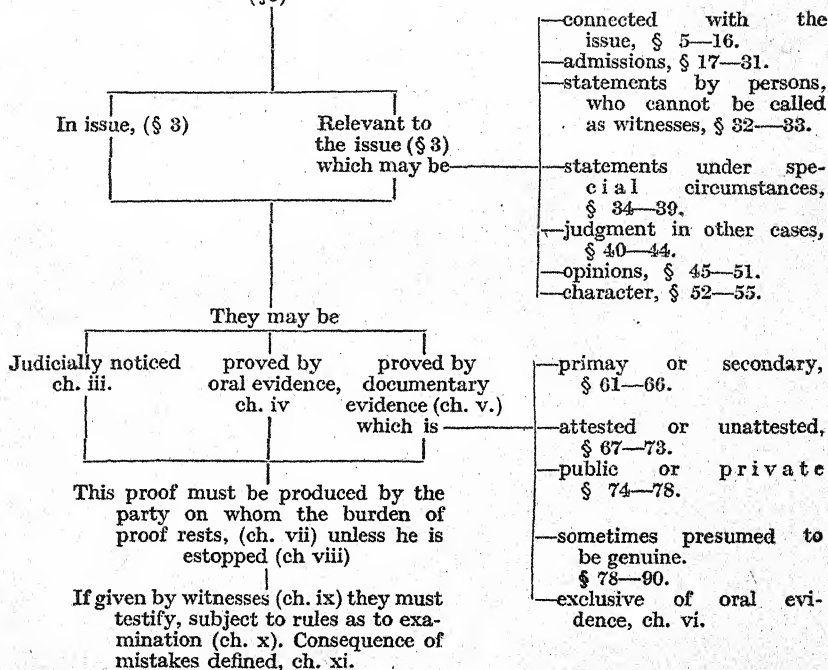 connected with the
issue, § 5—16.
admissions, § 17—31.
statements by persons,
who cannot be called
as witnesses, § 32—33.
In issue, (§ 3)
Relevant to
the issue (§ 3)
which may be
statements under spe-
cial circumstances,
§ 34—39.
judgment in other cases,
§ 40—44.
opinions, § 45—51.
character, § 52—55.
They may be
Judicially noticed
ch. iii.
proved by
oral evidence,
ch. iv
proved by
documentary
evidence (ch. v.)
which is
primay or secondary,
§ 61—66.
attested or unattested,
§ 67—73.
public or private
§ 74—78.
sometimes presumed to
be genuine.
§ 78—90.
exclusive of oral evi-
dence, ch. vi.
This proof must be produced by the
party on whom the burden of
proof rests, (ch. vii) unless he is
estopped (ch viii)
If given by witnesses (ch. ix) they must
testify, subject to rules as to exa-
mination (ch. x). Consequence of
mistakes defined, ch. xi.